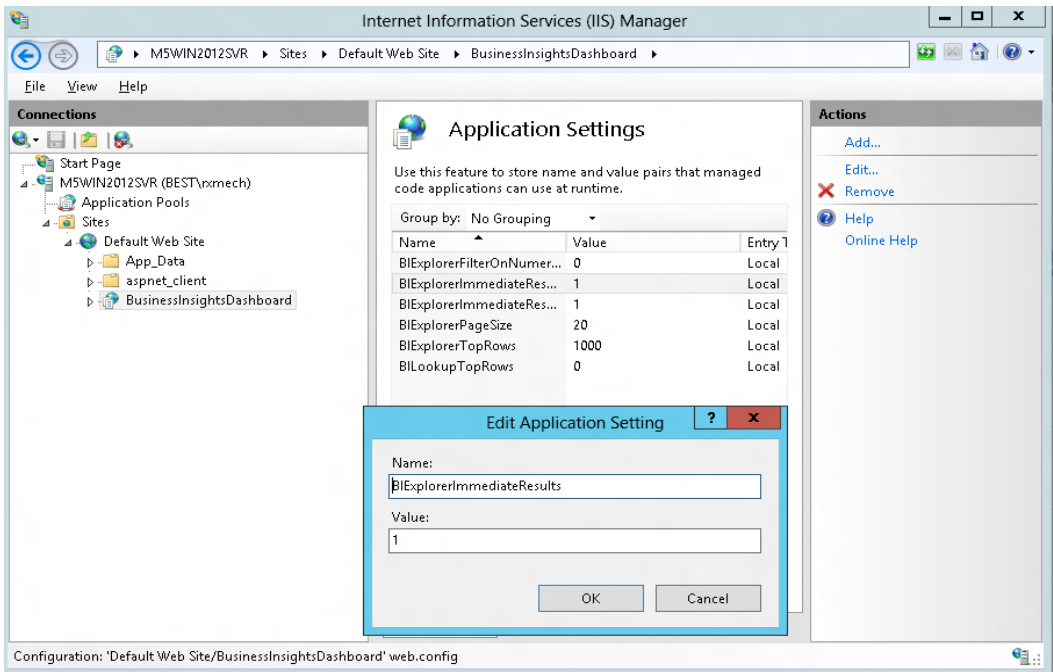 Internet Information Services (IIS) Manager
M5WIN2012SVR Sites Default Web Site BusinessInsightsDashboard
File View Help
Connections
Start Page
M5WIN2012SVR (BEST\rxmech)
Application Pools
Sites
Default Web Site
App_Data
aspnet_client
BusinessInsightsDashboard
Application Settings
Use this feature to store name and value pairs that managed
code applications can use at runtime.
Group by: No Grouping
Name Value Entry T
BIExplorerFilterOnNumer... 0 Local
BIExplorerImmediateRes... 1 Local
BIExplorerImmediateRes... 1 Local
BIExplorerPageSize 20 Local
BIExplorerTopRows 1000 Local
BILookupTopRows 0 Local
Edit Application Setting ? x
Name:
BIExplorerImmediateResults
Value:
1
OK Cancel
Actions
Add...
Edit...
Remove
Help
Online Help
Configuration: 'Default Web Site/BusinessInsightsDashboard' web.config